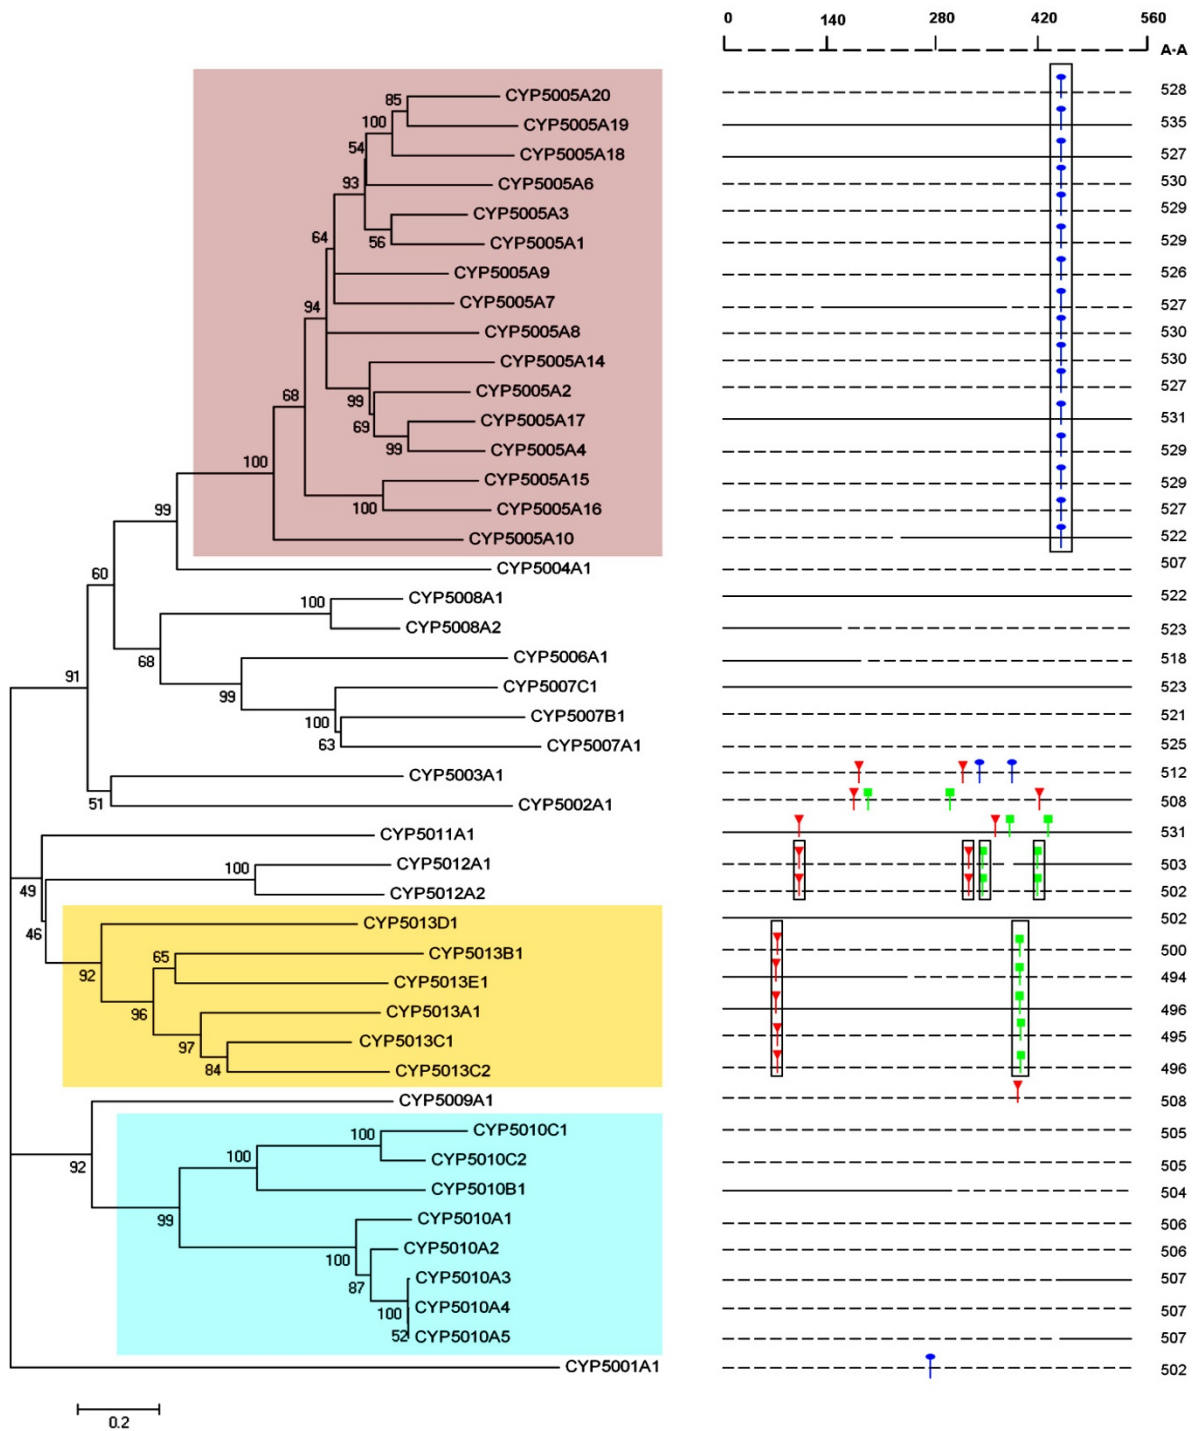 0 140 280 420 560
A-A
85 CYP5005A20 528
100 CYP5005A19 535
54 CYP5005A18 527
93 CYP5005A6 530
CYP5005A3 529
56 CYP5005A1 529
64 CYP5005A9 526
94 CYP5005A7 527
CYP5005A8 530
CYP5005A14 530
68 99 CYP5005A2 527
69 CYP5005A17 531
99 CYP5005A4 529
100 CYP5005A15 529
99 100 CYP5005A16 527
CYP5005A10 522
60 CYP5004A1 507
100 CYP5008A1 522
CYP5008A2 523
68 CYP5006A1 518
91 99 CYP5007C1 523
100 CYP5007B1 521
63 CYP5007A1 525
CYP5003A1 512
51 CYP5002A1 508
CYP5011A1 531
100 CYP5012A1 503
49 CYP5012A2 502
46 CYP5013D1 502
65 CYP5013B1 500
92 CYP5013E1 494
96 CYP5013A1 496
97 CYP5013C1 495
84 CYP5013C2 496
CYP5009A1 508
100 CYP5010C1 505
92 100 CYP5010C2 505
CYP5010B1 504
99 CYP5010A1 506
100 CYP5010A2 506
87 CYP5010A3 507
100 CYP5010A4 507
52 CYP5010A5 507
CYP5001A1 502
0.2